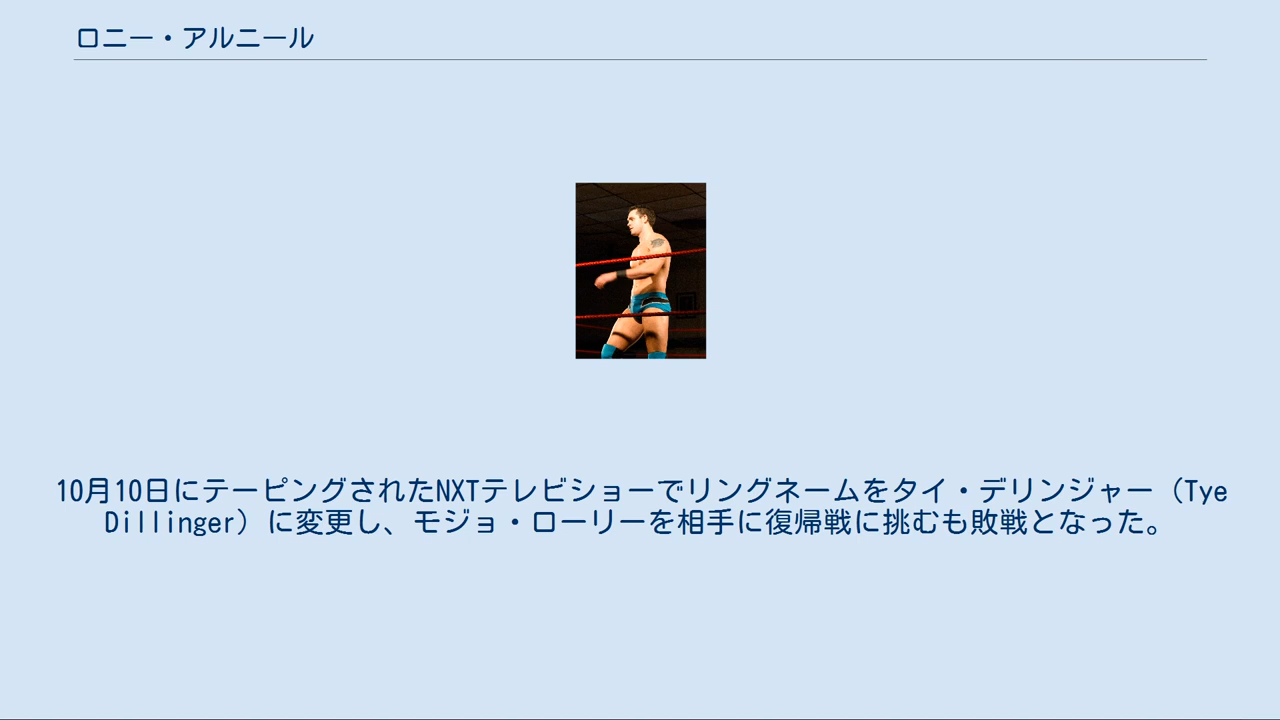 ロニー・アルニール
10月10日にテーピングされたNXTテレビショーでリングネームをタイ・デリンジャー（Tye
Dillinger）に変更し、モジョ・ローリーを相手に復帰戦に挑むも敗戦となった。